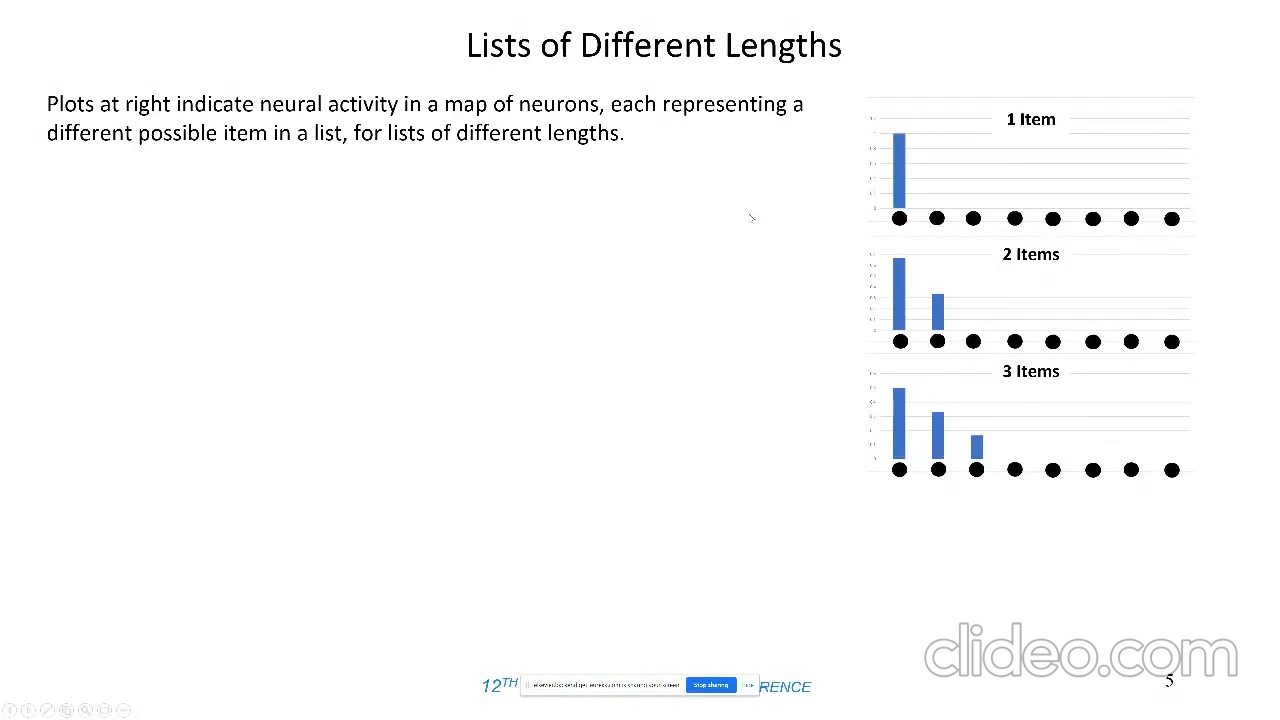 Lists of Different Lengths
Plots at right indicate neural activity in a map of neurons, each representing a
different possible item in a list, for lists of different lengths.
1 Item
2 Items
3 Items
clideo.com
12TH
Stop sharing
RENCE
5